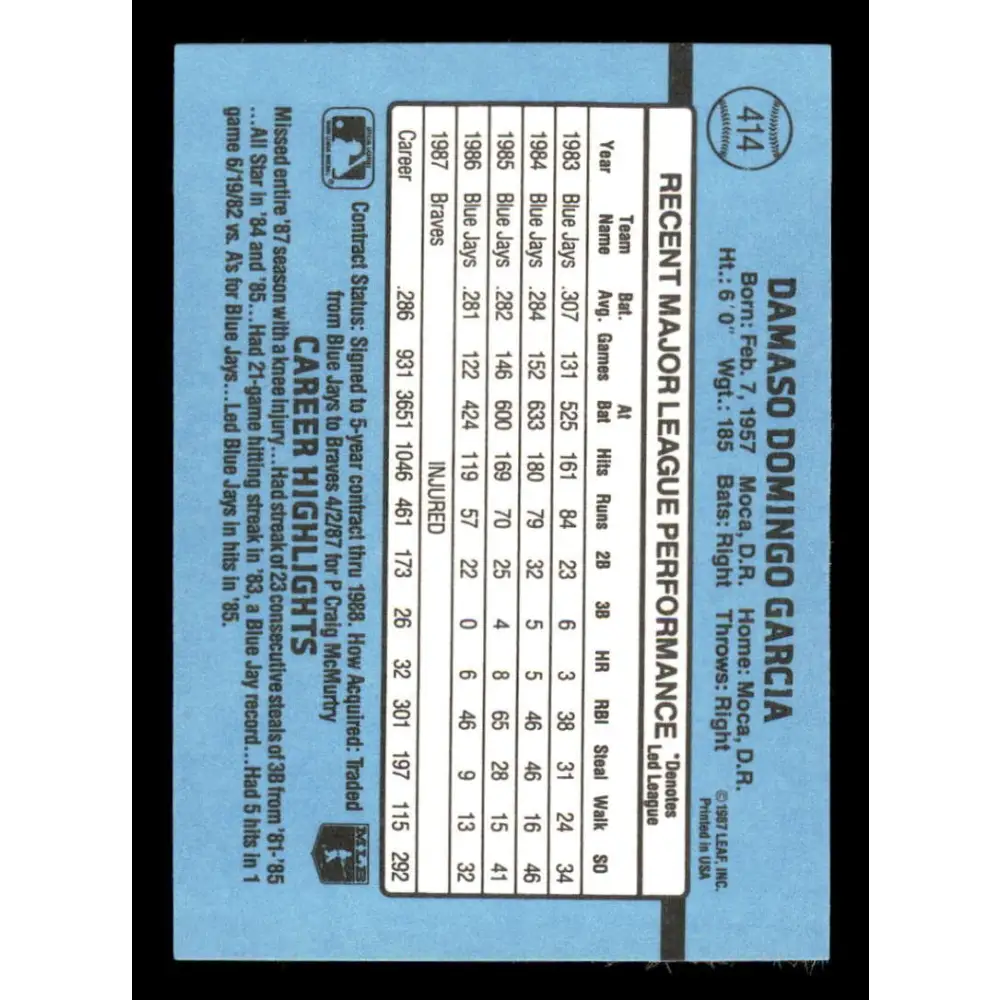 414
DAMASO DOMINGO GARCIA
Born: Feb. 7, 1957 Moca, D.R. Home: Moca, D.R.
Ht.: 6'0" Wgt.: 185 Bats: Right Throws: Right
© 1987 LEAF, INC.
Printed in USA
RECENT MAJOR LEAGUE PERFORMANCE *Denotes Led League
Year Team Name Bat. Avg. Games At Bat Hits Runs 2B 3B HR RBI Steal Walk SO
1983 Blue Jays .307 131 525 161 84 23 6 3 38 31 24 34
1984 Blue Jays .284 152 633 180 79 32 5 5 46 46 16 46
1985 Blue Jays .282 146 600 169 70 25 4 8 65 28 15 41
1986 Blue Jays .281 122 424 119 57 22 0 6 46 9 13 32
1987 Braves INJURED
Career .286 931 3651 1046 461 173 26 32 301 197 115 292
Contract Status: Signed to 5-year contract thru 1988. How Acquired: Traded
from Blue Jays to Braves 4/2/87 for P Craig McMurtry
MLB
CAREER HIGHLIGHTS
Missed entire '87 season with a knee injury...Had streak of 23 consecutive steals of 3B from '81-'85
...All Star in '84 and '85...Had 21-game hitting streak in '83, a Blue Jay record...Had 5 hits in 1
game 6/19/82 vs. A's for Blue Jays...Led Blue Jays in hits in '85.